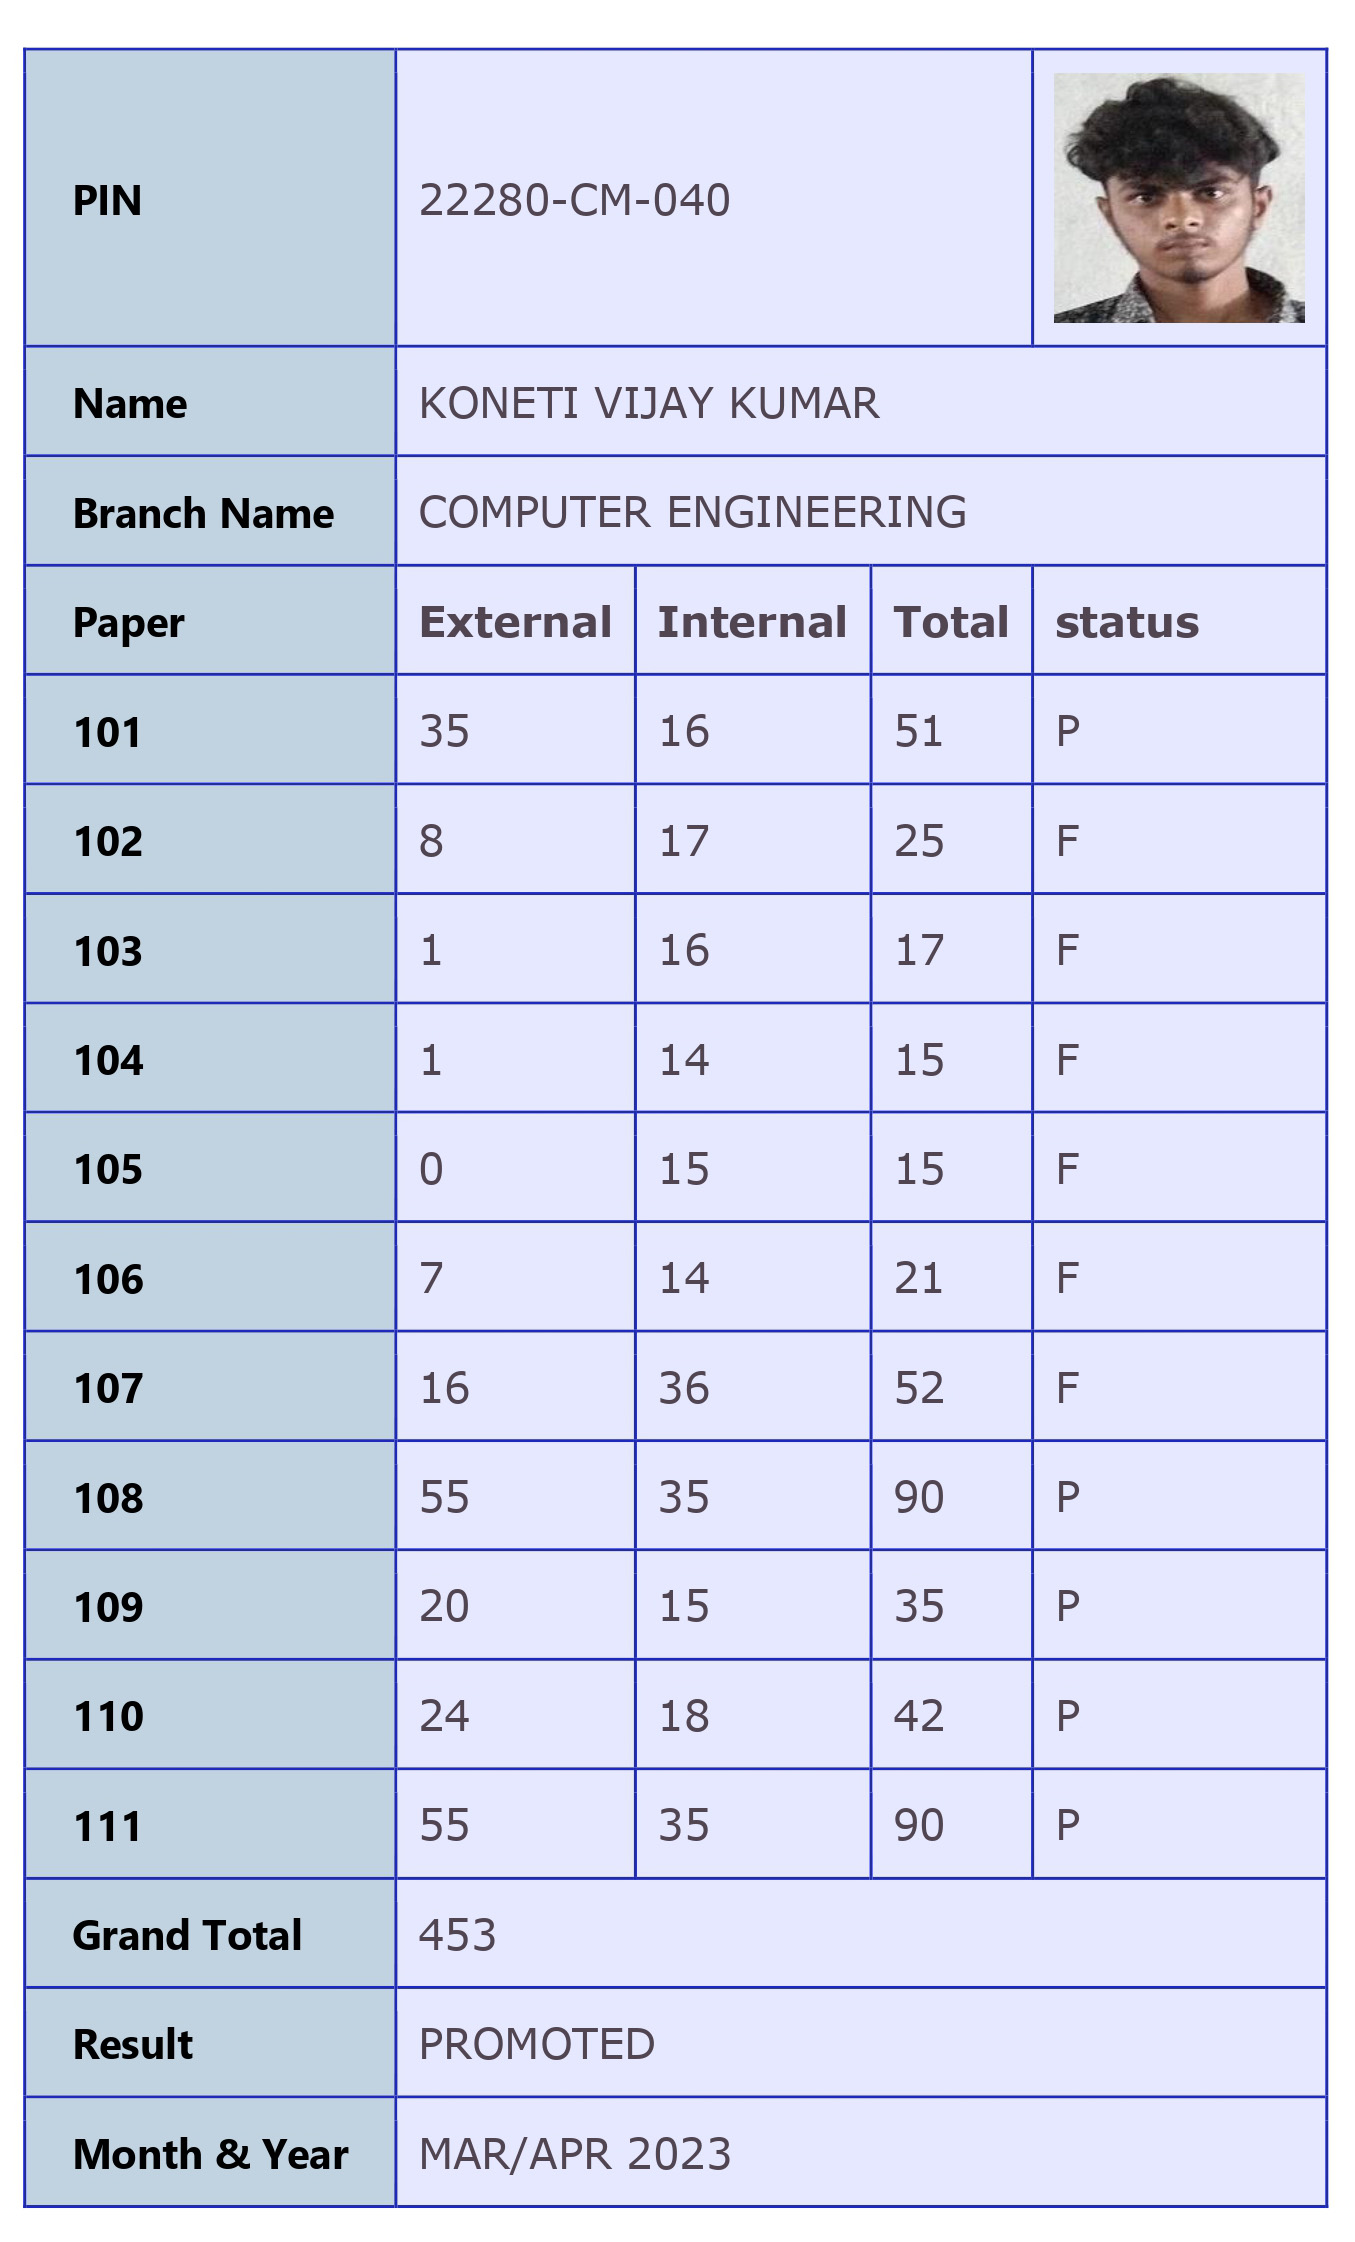 PIN 22280-CM-040
Name KONETI VIJAY KUMAR
Branch Name COMPUTER ENGINEERING
Paper External Internal Total status
101 35 16 51 P
102 8 17 25 F
103 1 16 17 F
104 1 14 15 F
105 0 15 15 F
106 7 14 21 F
107 16 36 52 F
108 55 35 90 P
109 20 15 35 P
110 24 18 42 P
111 55 35 90 P
Grand Total 453
Result PROMOTED
Month & Year MAR/APR 2023